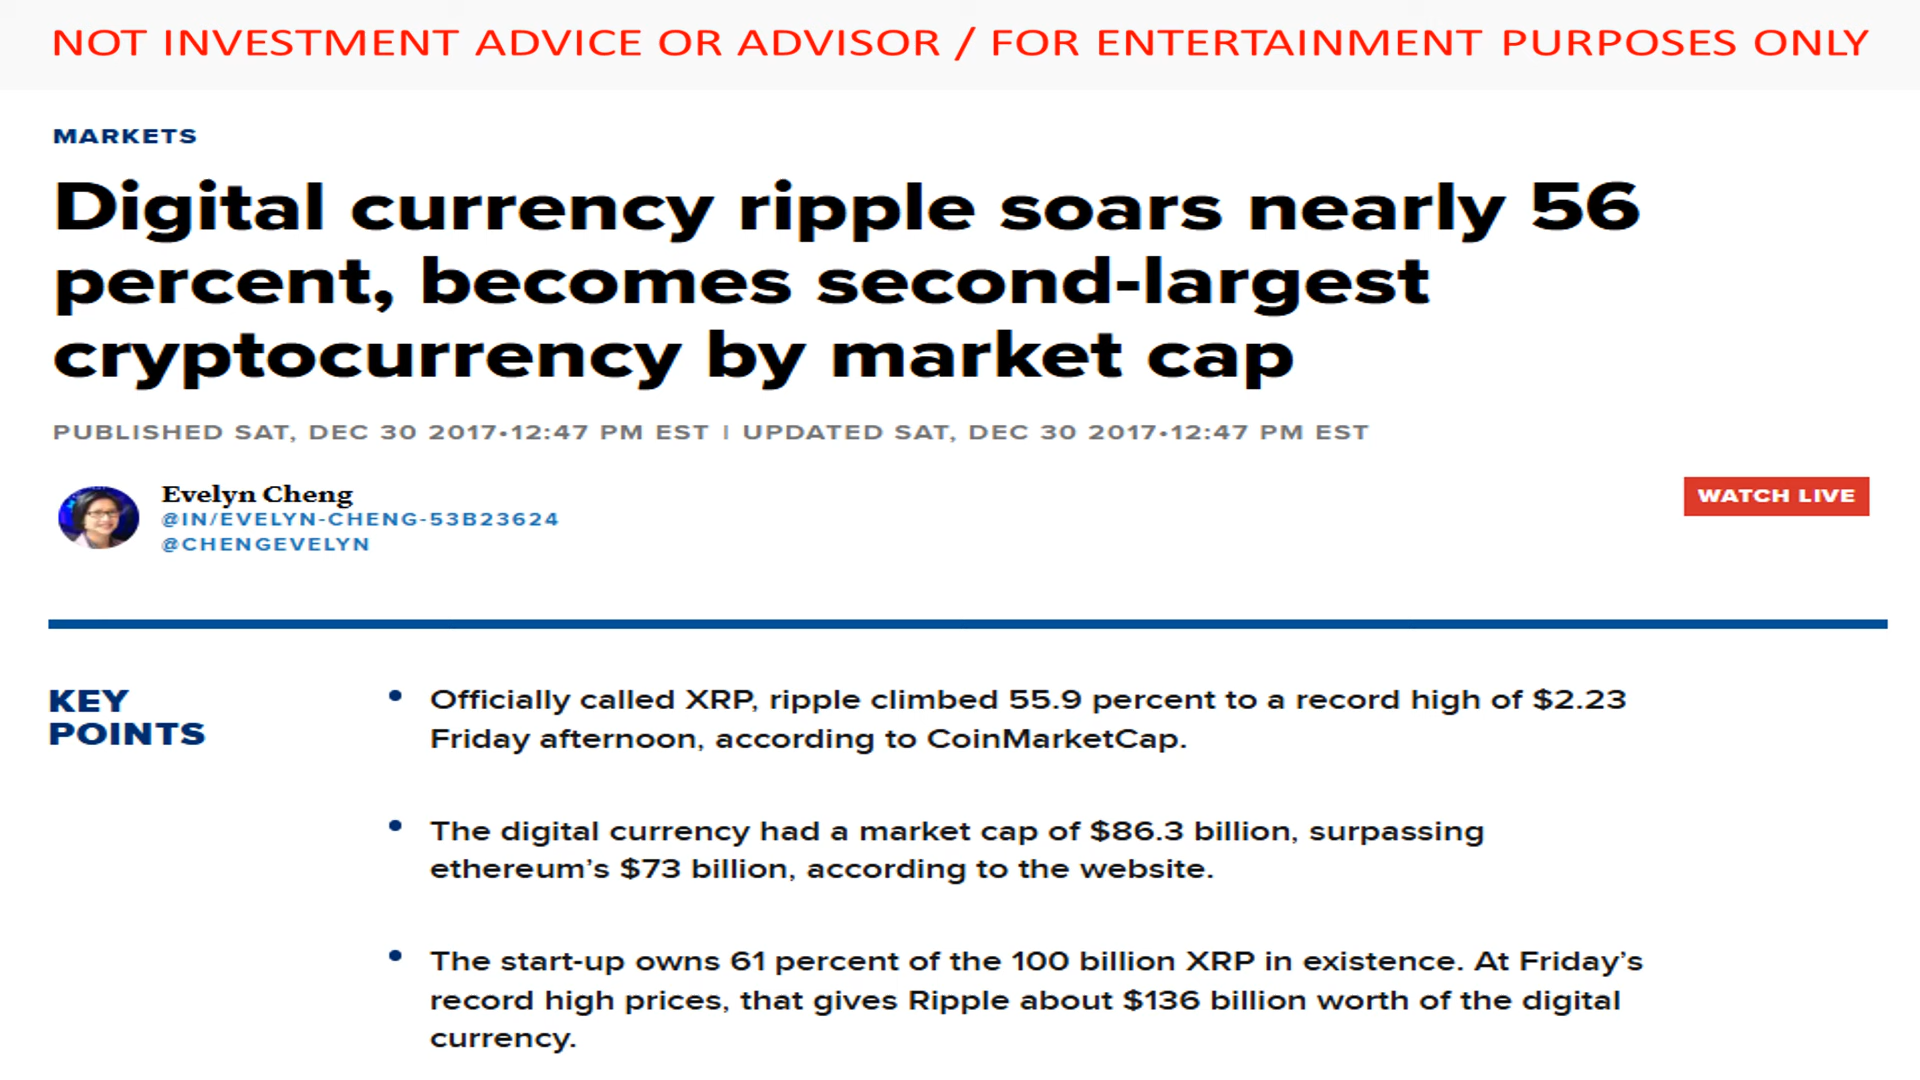 NOT INVESTMENT ADVICE OR ADVISOR / FOR ENTERTAINMENT PURPOSES ONLY
MARKETS
Digital currency ripple soars nearly 56
percent, becomes second-largest
cryptocurrency by market cap
PUBLISHED SAT, DEC 30 2017•12:47 PM EST | UPDATED SAT, DEC 30 2017•12:47 PM EST
Evelyn Cheng
@IN/EVELYN-CHENG-53B23624
@CHENGEVELYN
WATCH LIVE
KEY
POINTS
• Officially called XRP, ripple climbed 55.9 percent to a record high of $2.23
Friday afternoon, according to CoinMarketCap.
• The digital currency had a market cap of $86.3 billion, surpassing
ethereum’s $73 billion, according to the website.
• The start-up owns 61 percent of the 100 billion XRP in existence. At Friday’s
record high prices, that gives Ripple about $136 billion worth of the digital
currency.